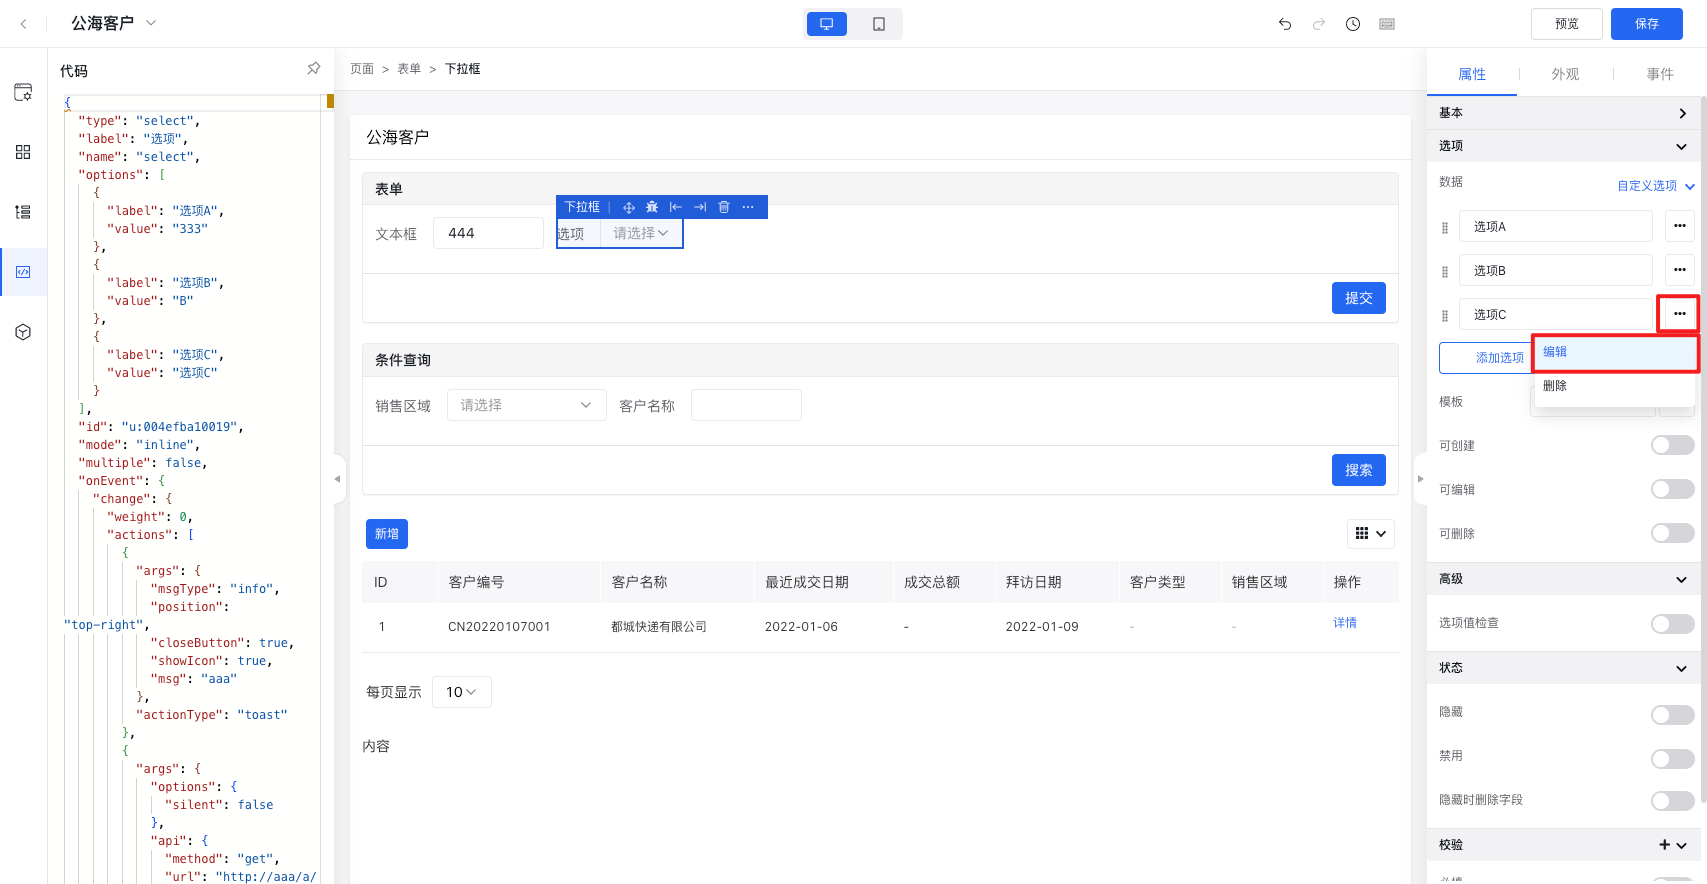 公海客户
预览
保存
代码
{
"type": "select",
"label": "选项",
"name": "select",
"options": [
{
"label": "选项A",
"value": "333"
},
{
"label": "选项B",
"value": "B"
},
{
"label": "选项C",
"value": "选项C"
}
],
"id": "u:004efba10019",
"mode": "inline",
"multiple": false,
"onEvent": {
"change": {
"weight": 0,
"actions": [
{
"args": {
"msgType": "info",
"position":
"top-right",
"closeButton": true,
"showIcon": true,
"msg": "aaa"
},
"actionType": "toast"
},
{
"args": {
"options": {
"silent": false
},
"api": {
"method": "get",
"url": "http://aaa/a/
页面 > 表单 > 下拉框
公海客户
表单
下拉框
文本框 444 选项 请选择
提交
条件查询
销售区域 请选择 客户名称
搜索
新增
ID 客户编号 客户名称 最近成交日期 成交总额 拜访日期 客户类型 销售区域 操作
1 CN20220107001 都城快递有限公司 2022-01-06 - 2022-01-09 - - 详情
每页显示 10
内容
属性 外观 事件
基本
选项
数据 自定义选项
选项A
选项B
选项C
添加选项
编辑
删除
模板
可创建
可编辑
可删除
高级
选项值检查
状态
隐藏
禁用
隐藏时删除字段
校验